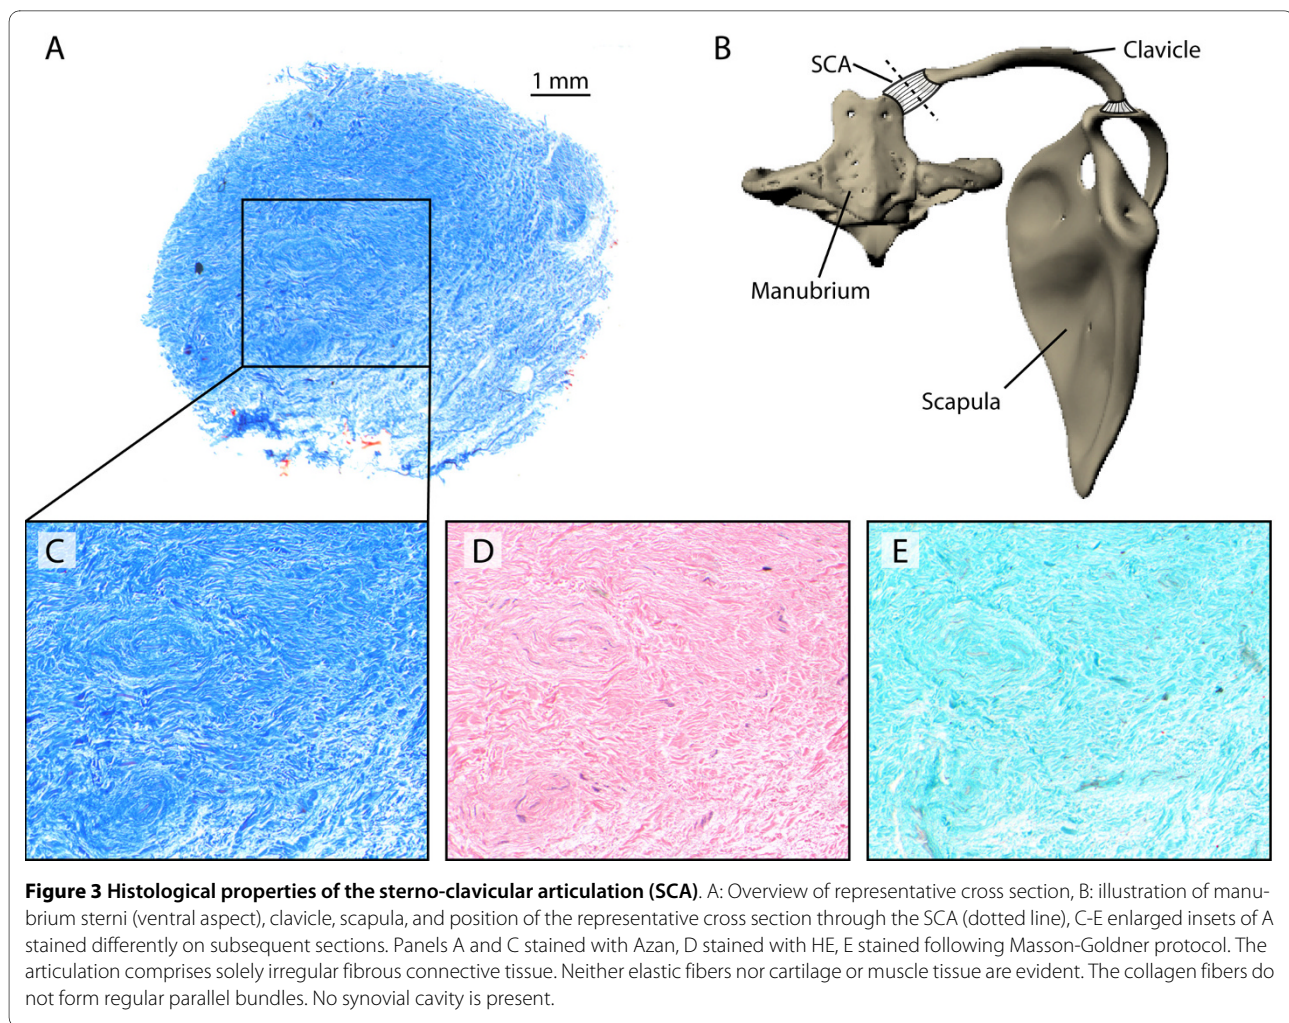 A
1 mm
B
SCA
Clavicle
Manubrium
Scapula
C
D
E
Figure 3 Histological properties of the sterno-clavicular articulation (SCA). A: Overview of representative cross section, B: illustration of manu-
brium sterni (ventral aspect), clavicle, scapula, and position of the representative cross section through the SCA (dotted line), C-E enlarged insets of A
stained differently on subsequent sections. Panels A and C stained with Azan, D stained with HE, E stained following Masson-Goldner protocol. The
articulation comprises solely irregular fibrous connective tissue. Neither elastic fibers nor cartilage or muscle tissue are evident. The collagen fibers do
not form regular parallel bundles. No synovial cavity is present.